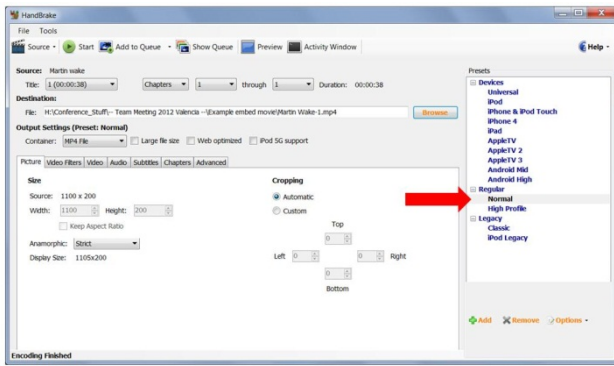 HandBrake
File Tools
Source Start Add to Queue Show Queue Preview Activity Window Help
Source: Martin wake
Title: 1 (00:00:38) Chapters 1 through 1 Duration: 00:00:38
Destination:
File: H:\Conference_Stuff\-- Team Meeting 2012 Valencia --\Example embed movie\Martin Wake-1.mp4 Browse
Output Settings (Preset: Normal)
Container: MP4 File Large file size Web optimized iPod 5G support
Picture Video Filters Video Audio Subtitles Chapters Advanced
Size
Source: 1100 x 200
Width: 1100 Height: 200
Keep Aspect Ratio
Anamorphic: Strict
Display Size: 1105x200
Cropping
Automatic
Custom
Top
0
Left 0 0 Right
0
Bottom
Presets
Devices
Universal
iPod
iPhone & iPod Touch
iPhone 4
iPad
AppleTV
AppleTV 2
AppleTV 3
Android Mid
Android High
Regular
Normal
High Profile
Legacy
Classic
iPod Legacy
Add Remove Options
Encoding Finished